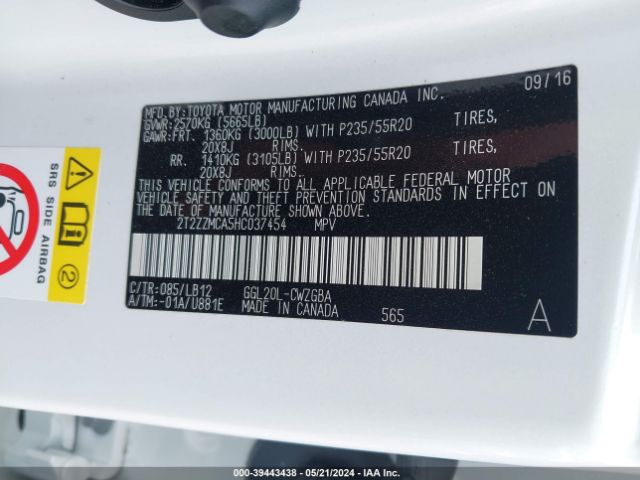 MFD. BY: TOYOTA MOTOR MANUFACTURING CANADA INC. 09/16
GVWR: 2570KG (5665LB)
GAWR: FRT. 1360KG (3000LB) WITH P235/55R20 TIRES,
20X8J RIMS.
RR. 1410KG (3105LB) WITH P235/55R20 TIRES,
20X8J RIMS.
THIS VEHICLE CONFORMS TO ALL APPLICABLE FEDERAL MOTOR
VEHICLE SAFETY AND THEFT PREVENTION STANDARDS IN EFFECT ON
THE DATE OF MANUFACTURE SHOWN ABOVE.
2T2ZZMCA5HC037454 MPV
C/TR: 085/LB12 GGL20L-CWZGBA
A/TM: -01A/U881E MADE IN CANADA 565 A
SRS SIDE AIRBAG
2
000-39443438 - 05/21/2024 - IAA Inc.